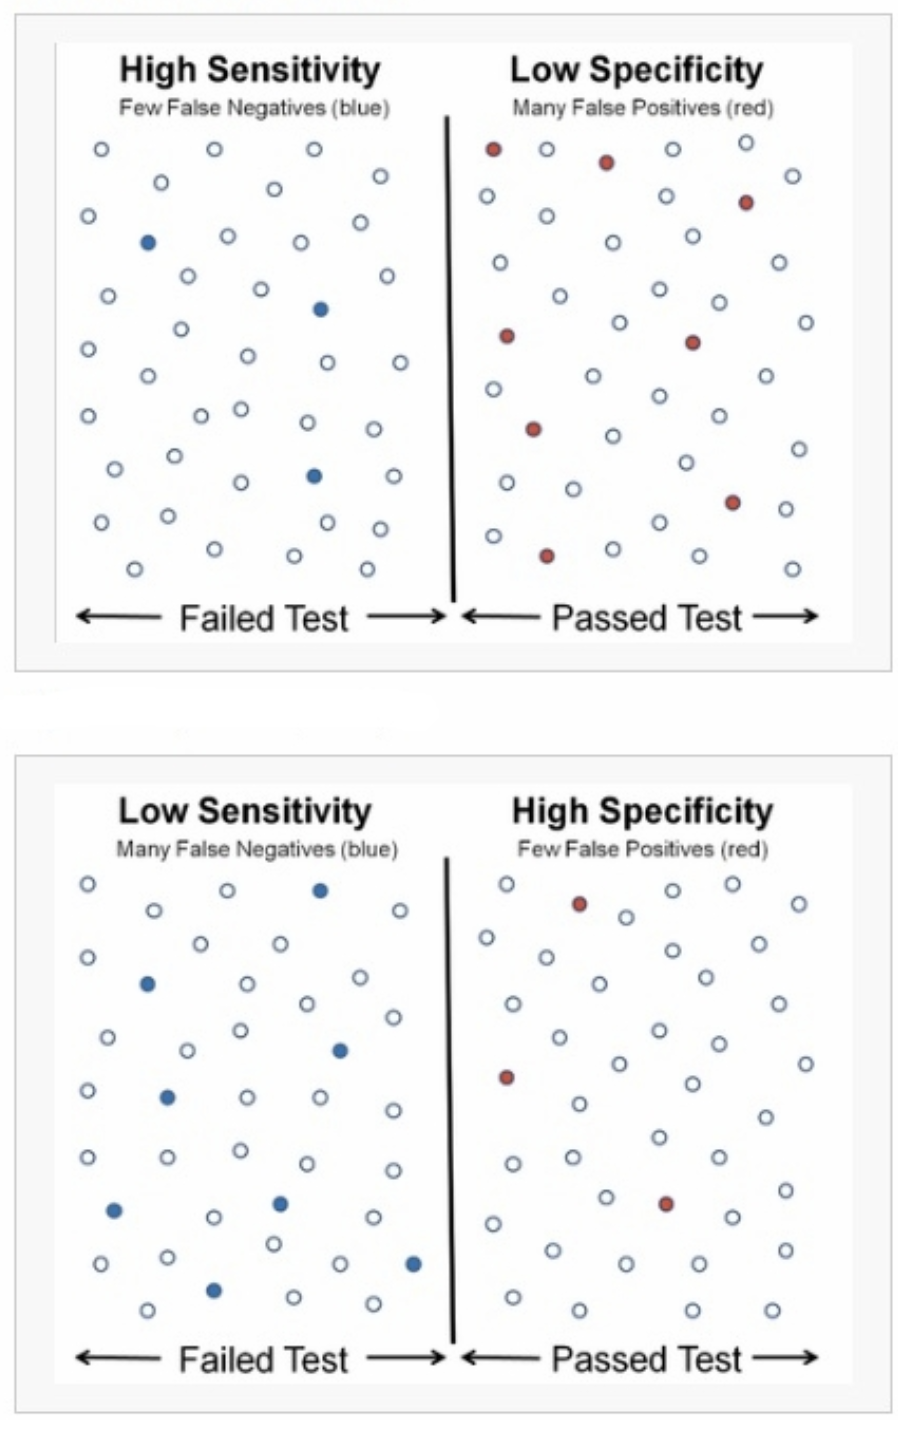 High Sensitivity
Few False Negatives (blue)
Low Specificity
Many False Positives (red)
Failed Test
Passed Test
Low Sensitivity
Many False Negatives (blue)
High Specificity
Few False Positives (red)
Failed Test
Passed Test